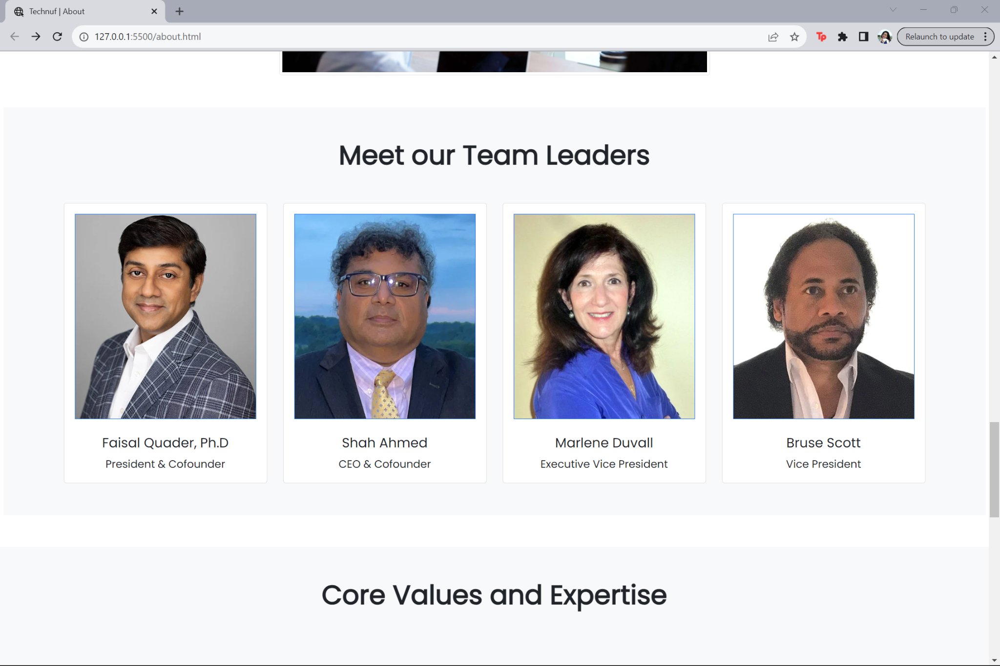 Technuf | About
127.0.0.1:5500/about.html
Tp
Relaunch to update
Meet our Team Leaders
Faisal Quader, Ph.D
President & Cofounder
Shah Ahmed
CEO & Cofounder
Marlene Duvall
Executive Vice President
Bruse Scott
Vice President
Core Values and Expertise